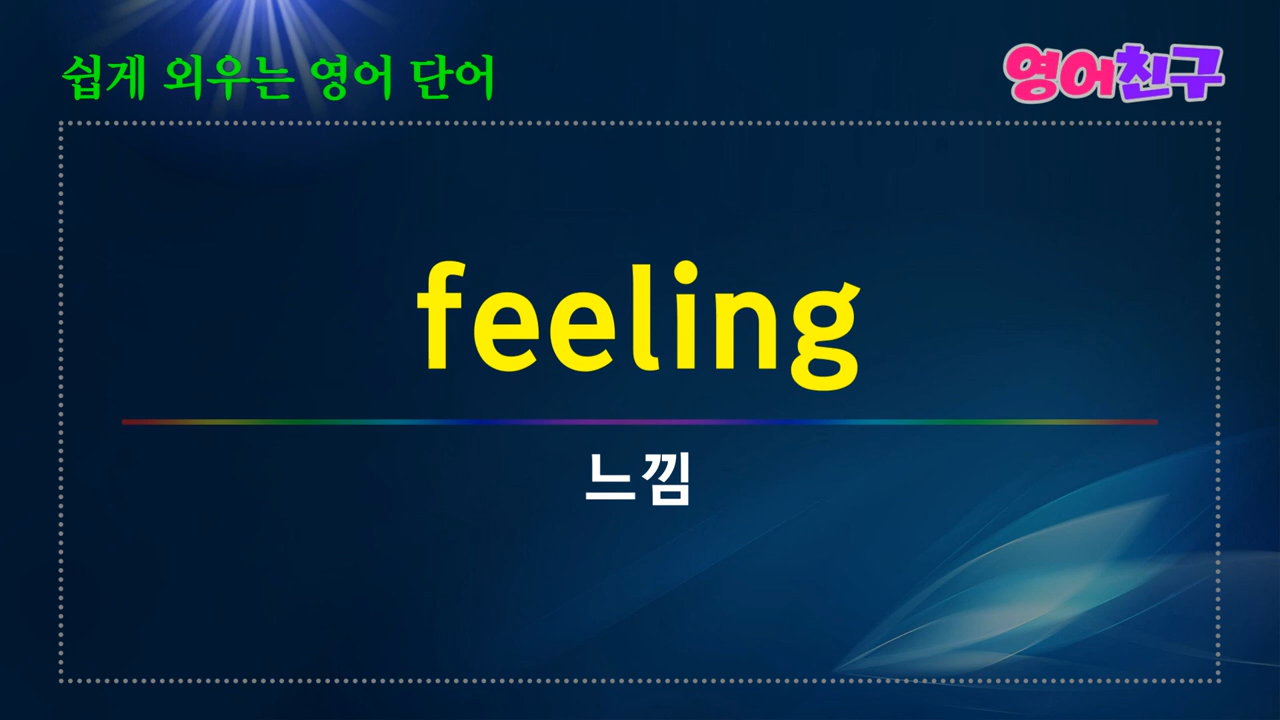 쉽게 외우는 영어 단어
영어친구
feeling
느낌